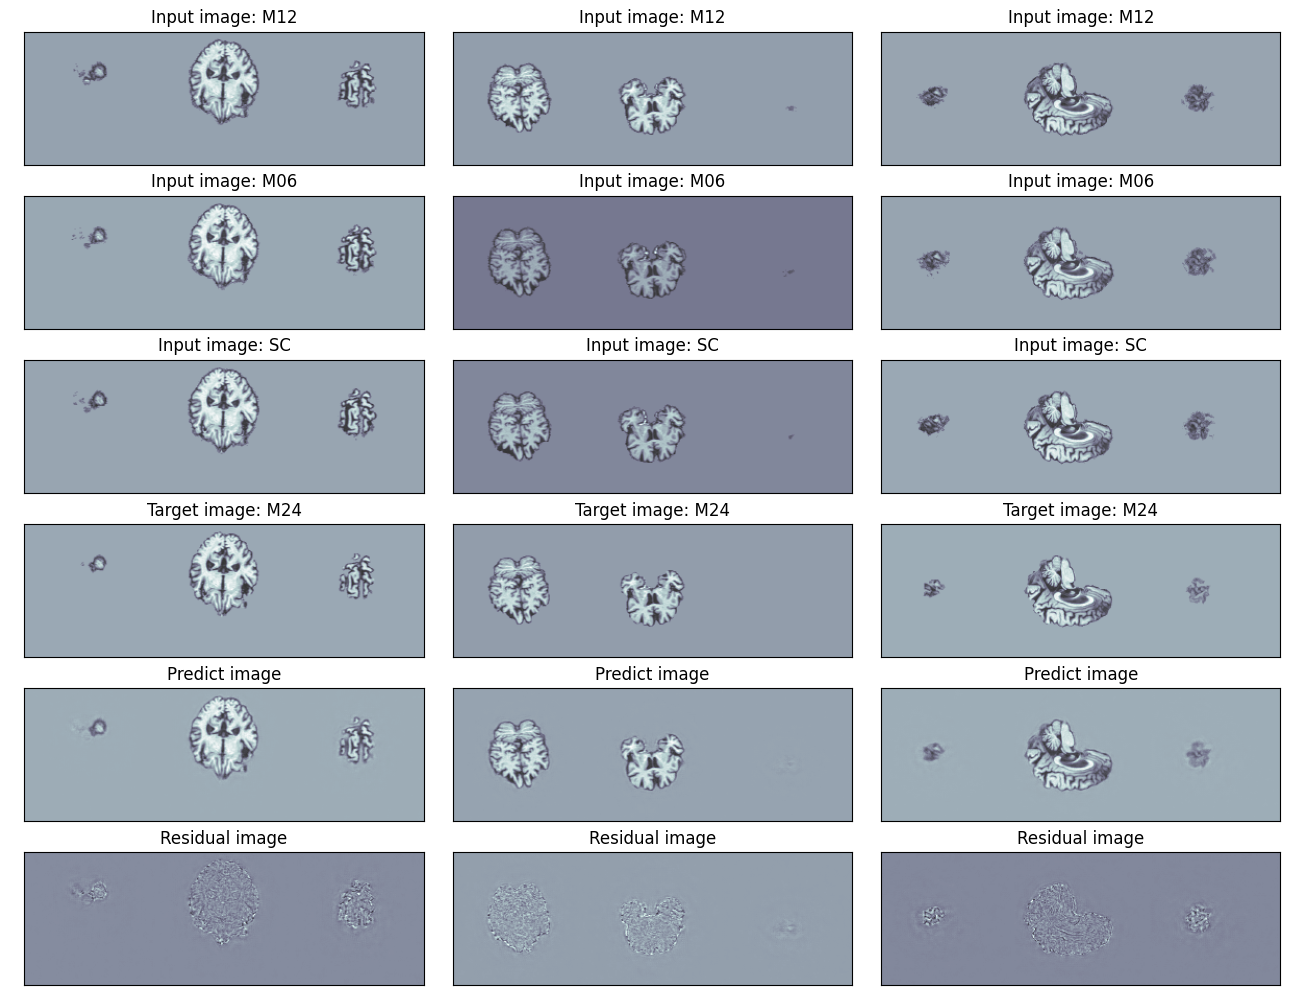 Input image: M12 Input image: M12 Input image: M12
Input image: M06 Input image: M06 Input image: M06
Input image: SC Input image: SC Input image: SC
Target image: M24 Target image: M24 Target image: M24
Predict image Predict image Predict image
Residual image Residual image Residual image